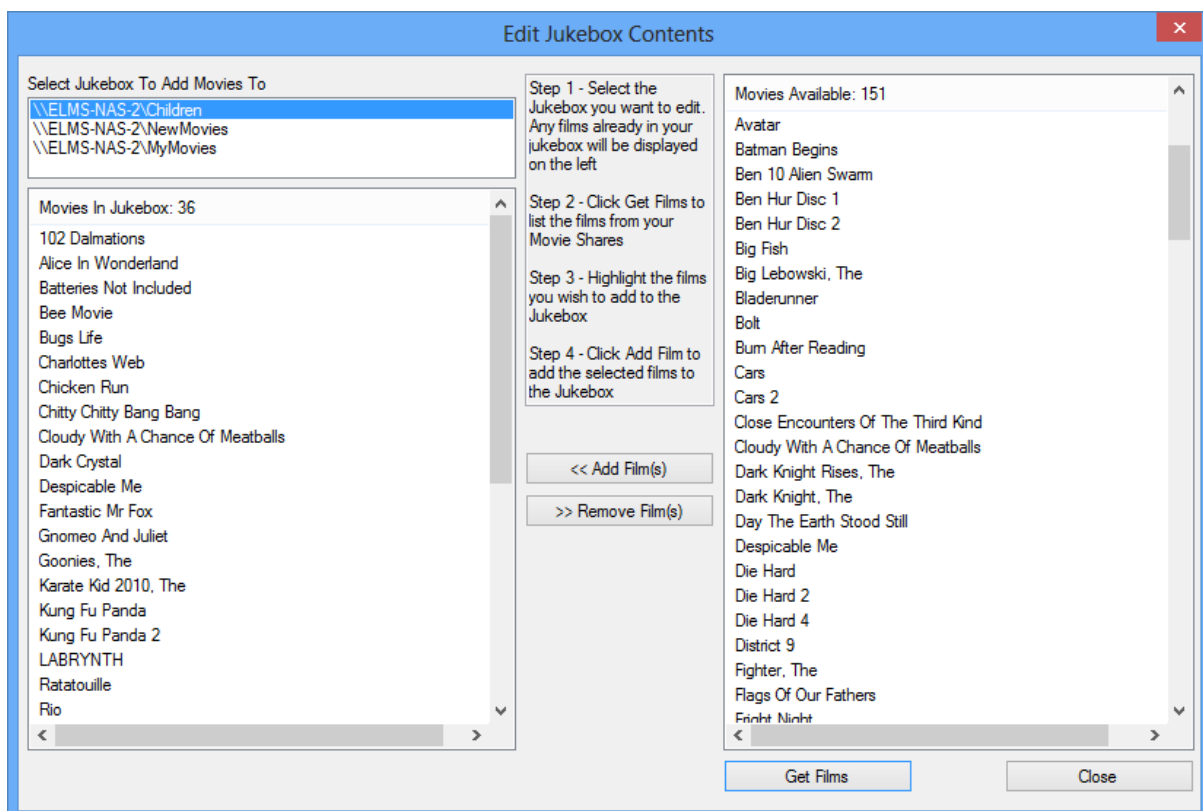 Edit Jukebox Contents
Select Jukebox To Add Movies To
\\ELMS-NAS-2\Children
\\ELMS-NAS-2\NewMovies
\\ELMS-NAS-2\MyMovies
Movies In Jukebox: 36
102 Dalmations
Alice In Wonderland
Batteries Not Included
Bee Movie
Bugs Life
Charlottes Web
Chicken Run
Chitty Chitty Bang Bang
Cloudy With A Chance Of Meatballs
Dark Crystal
Despicable Me
Fantastic Mr Fox
Gnomeo And Juliet
Goonies, The
Karate Kid 2010, The
Kung Fu Panda
Kung Fu Panda 2
LABRYNTH
Ratatouille
Rio
Step 1 - Select the
Jukebox you want to edit.
Any films already in your
jukebox will be displayed
on the left
Step 2 - Click Get Films to
list the films from your
Movie Shares
Step 3 - Highlight the films
you wish to add to the
Jukebox
Step 4 - Click Add Film to
add the selected films to
the Jukebox
<< Add Film(s)
>> Remove Film(s)
Movies Available: 151
Avatar
Batman Begins
Ben 10 Alien Swarm
Ben Hur Disc 1
Ben Hur Disc 2
Big Fish
Big Lebowski, The
Bladerunner
Bolt
Burn After Reading
Cars
Cars 2
Close Encounters Of The Third Kind
Cloudy With A Chance Of Meatballs
Dark Knight Rises, The
Dark Knight, The
Day The Earth Stood Still
Despicable Me
Die Hard
Die Hard 2
Die Hard 4
District 9
Fighter, The
Flags Of Our Fathers
Fright Night
Get Films
Close